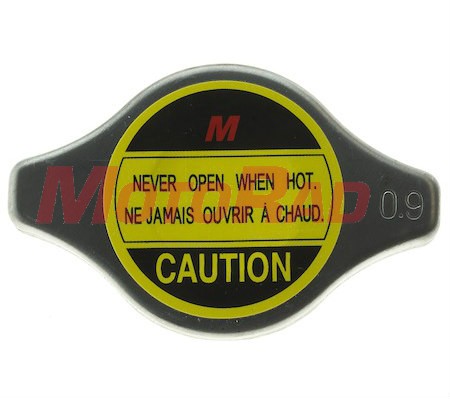 M
NEVER OPEN WHEN HOT.
NE JAMAIS OUVRIR À CHAUD.
MotoRad
0.9
CAUTION